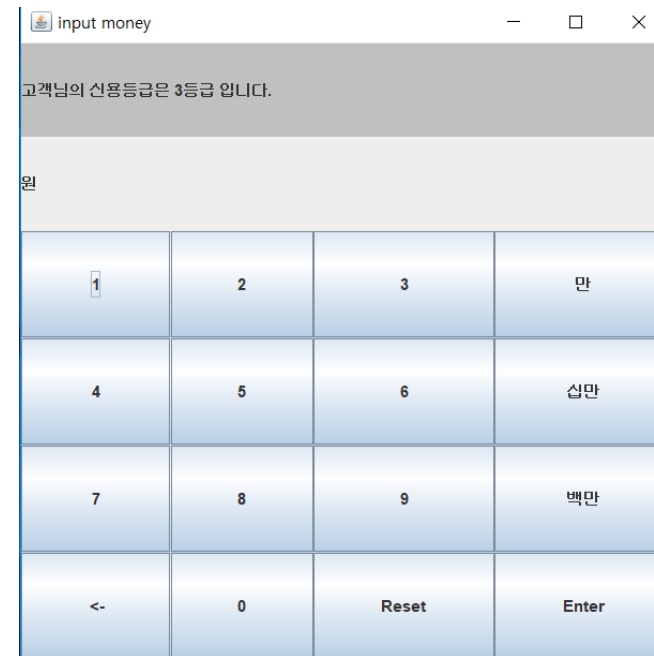 input money
고객님의 신용등급은 3등급 입니다.
원
1 2 3 만
4 5 6 십만
7 8 9 백만
<- 0 Reset Enter